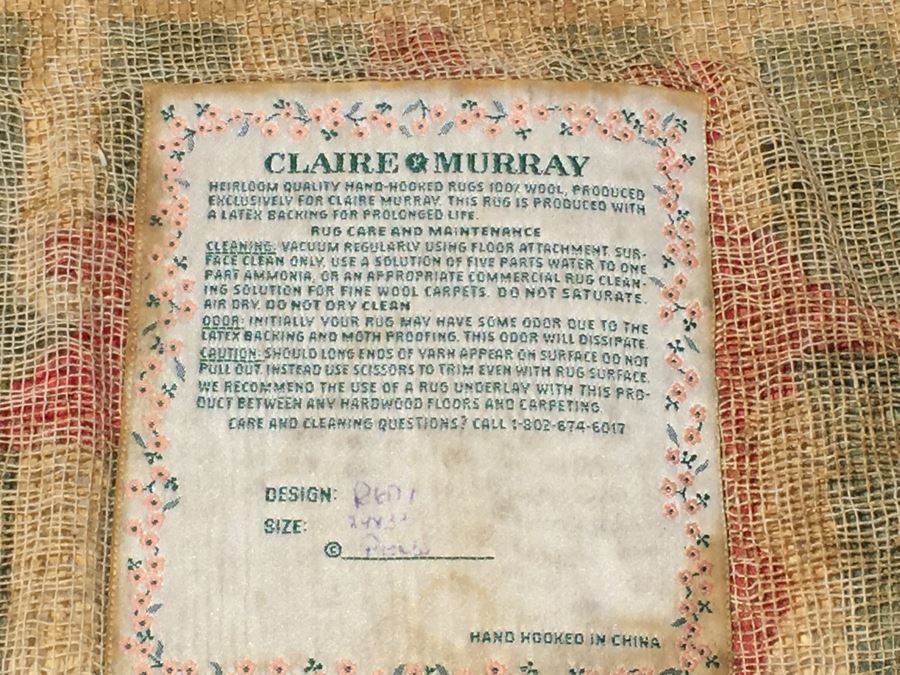 CLAIRE MURRAY
HEIRLOOM QUALITY HAND-HOOKED RUGS 100% WOOL, PRODUCED
EXCLUSIVELY FOR CLAIRE MURRAY. THIS RUG IS PRODUCED WITH
A LATEX BACKING FOR PROLONGED LIFE.
RUG CARE AND MAINTENANCE
CLEANING: VACUUM REGULARLY USING FLOOR ATTACHMENT. SUR-
FACE CLEAN ONLY, USE A SOLUTION OF FIVE PARTS WATER TO ONE
PART AMMONIA, OR AN APPROPRIATE COMMERCIAL RUG CLEAN-
ING SOLUTION FOR FINE WOOL CARPETS. DO NOT SATURATE.
AIR DRY. DO NOT DRY CLEAN
ODOR: INITIALLY YOUR RUG MAY HAVE SOME ODOR DUE TO THE
LATEX BACKING AND MOTH PROOFING. THIS ODOR WILL DISSIPATE.
CAUTION: SHOULD LONG ENDS OF YARN APPEAR ON SURFACE DO NOT
PULL OUT. INSTEAD USE SCISSORS TO TRIM EVEN WITH RUG SURFACE.
WE RECOMMEND THE USE OF A RUG UNDERLAY WITH THIS PRO-
DUCT BETWEEN ANY HARDWOOD FLOORS AND CARPETING.
CARE AND CLEANING QUESTIONS? CALL 1-802-674-6017
DESIGN:
SIZE:
©
HAND HOOKED IN CHINA